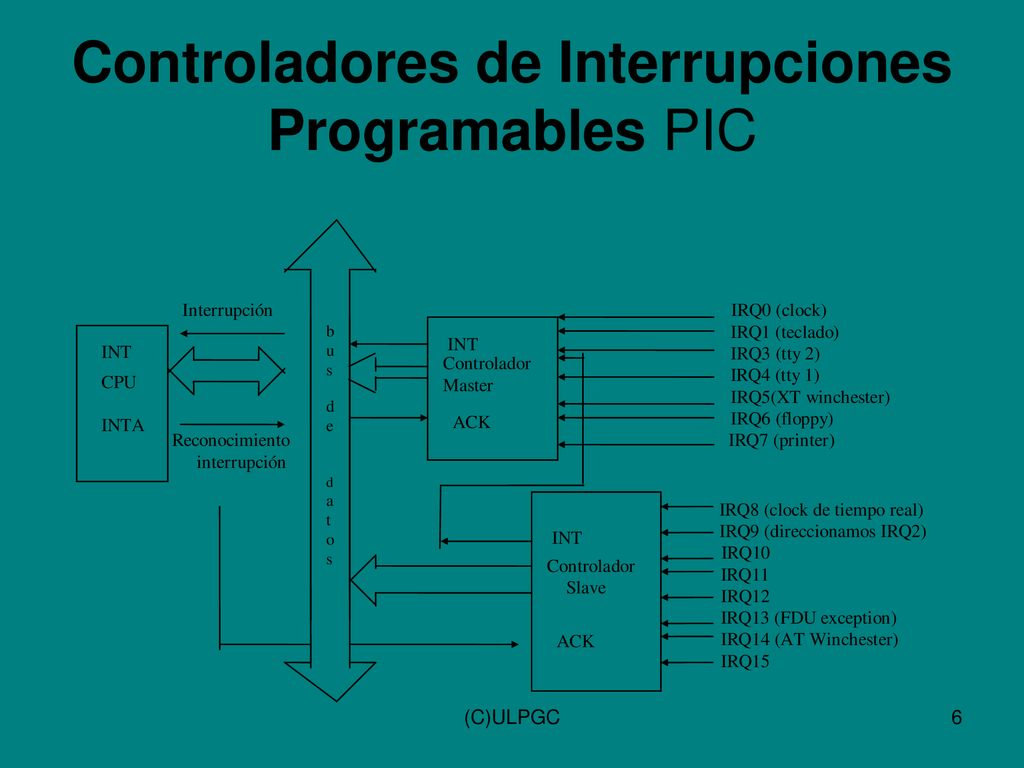 Controladores de Interrupciones
Programables PIC
Interrupción
INT
CPU
INTA
Reconocimiento
interrupción
b
u
s
d
e
d
a
t
o
s
INT
Controlador
Master
ACK
IRQ0 (clock)
IRQ1 (teclado)
IRQ3 (tty 2)
IRQ4 (tty 1)
IRQ5(XT winchester)
IRQ6 (floppy)
IRQ7 (printer)
INT
Controlador
Slave
ACK
IRQ8 (clock de tiempo real)
IRQ9 (direccionamos IRQ2)
IRQ10
IRQ11
IRQ12
IRQ13 (FDU exception)
IRQ14 (AT Winchester)
IRQ15
(C)ULPGC
6